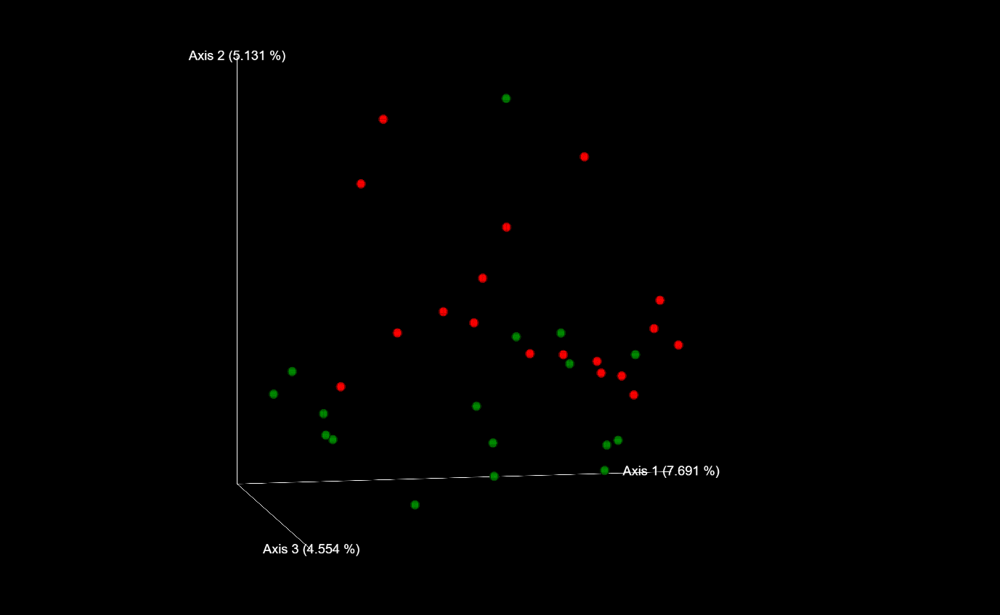 Axis 2 (5.131 %)
Axis 1 (7.691 %)
Axis 3 (4.554 %)